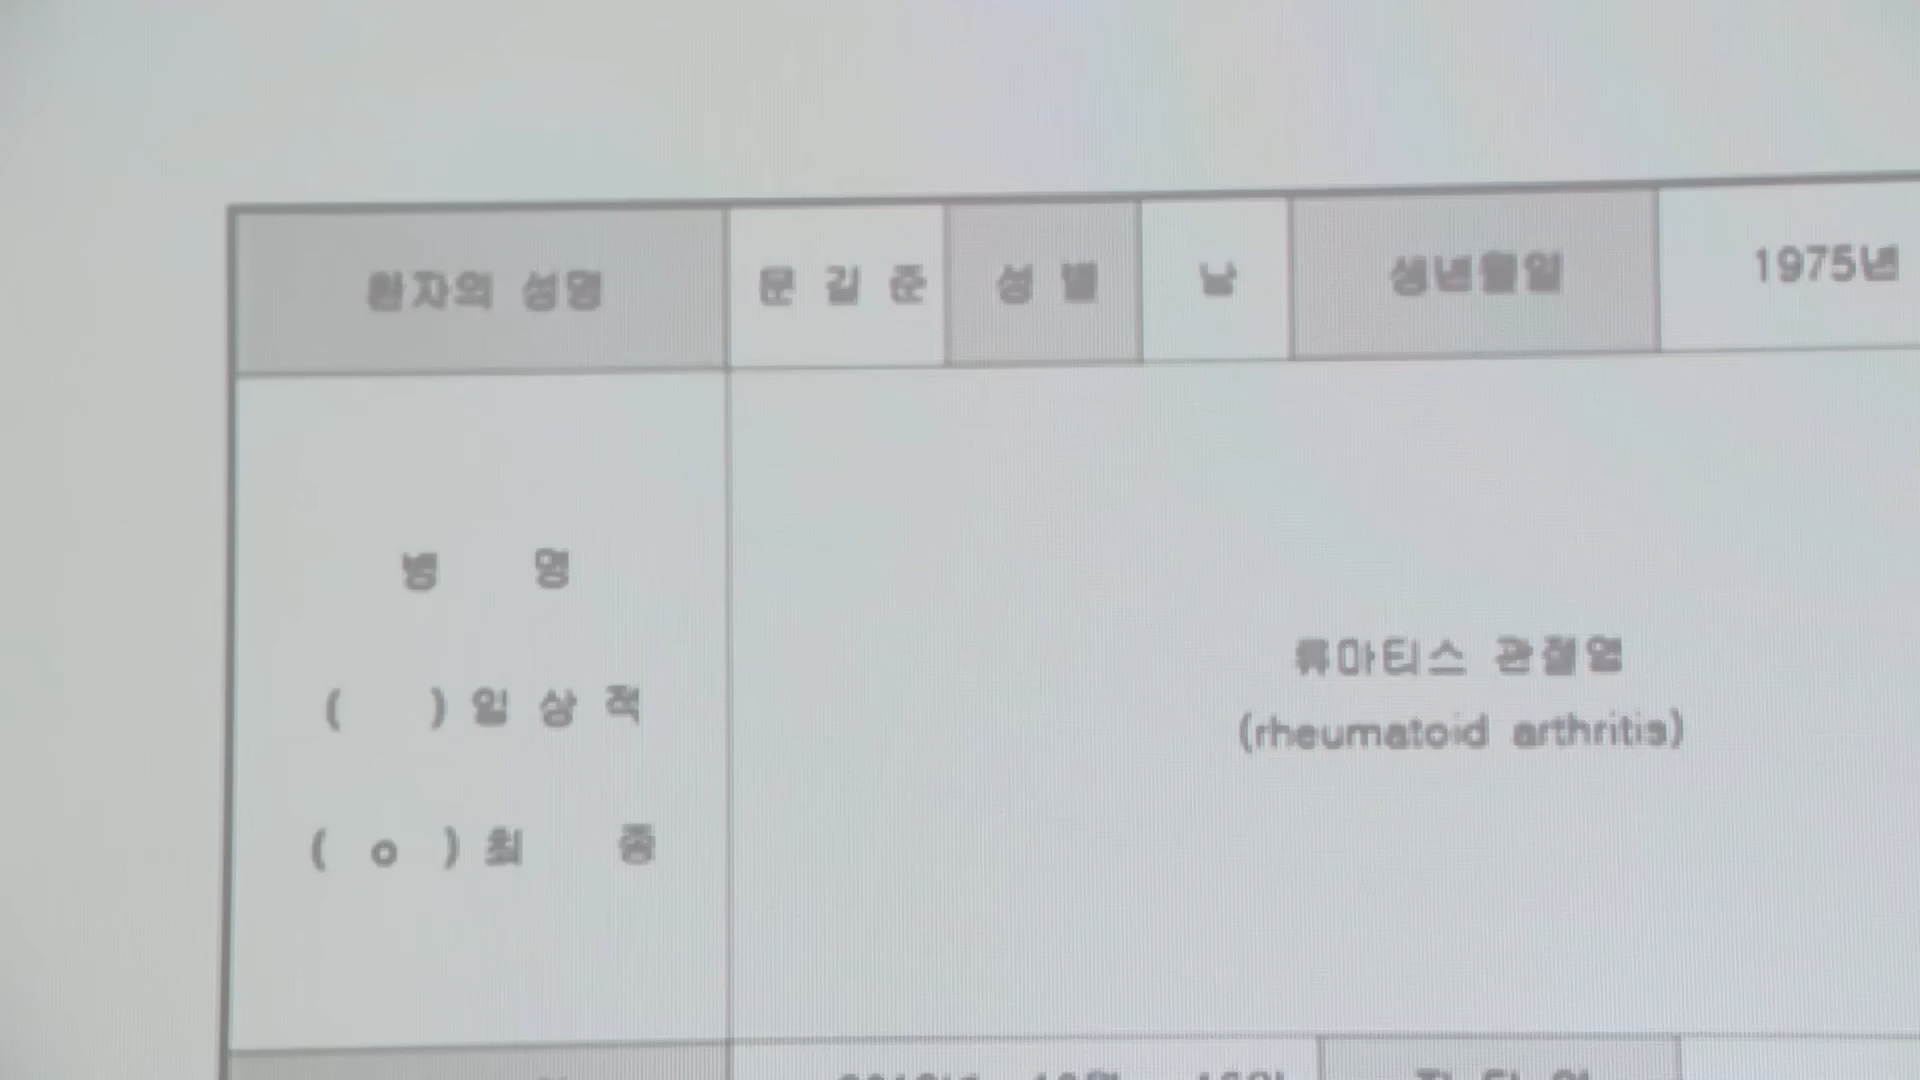 환자의 성명 문 길 준 성 별 남 생년월일 1975년
병 명
( ) 임 상 적
( o ) 최 종
류마티스 관절염
(rheumatoid arthritis)